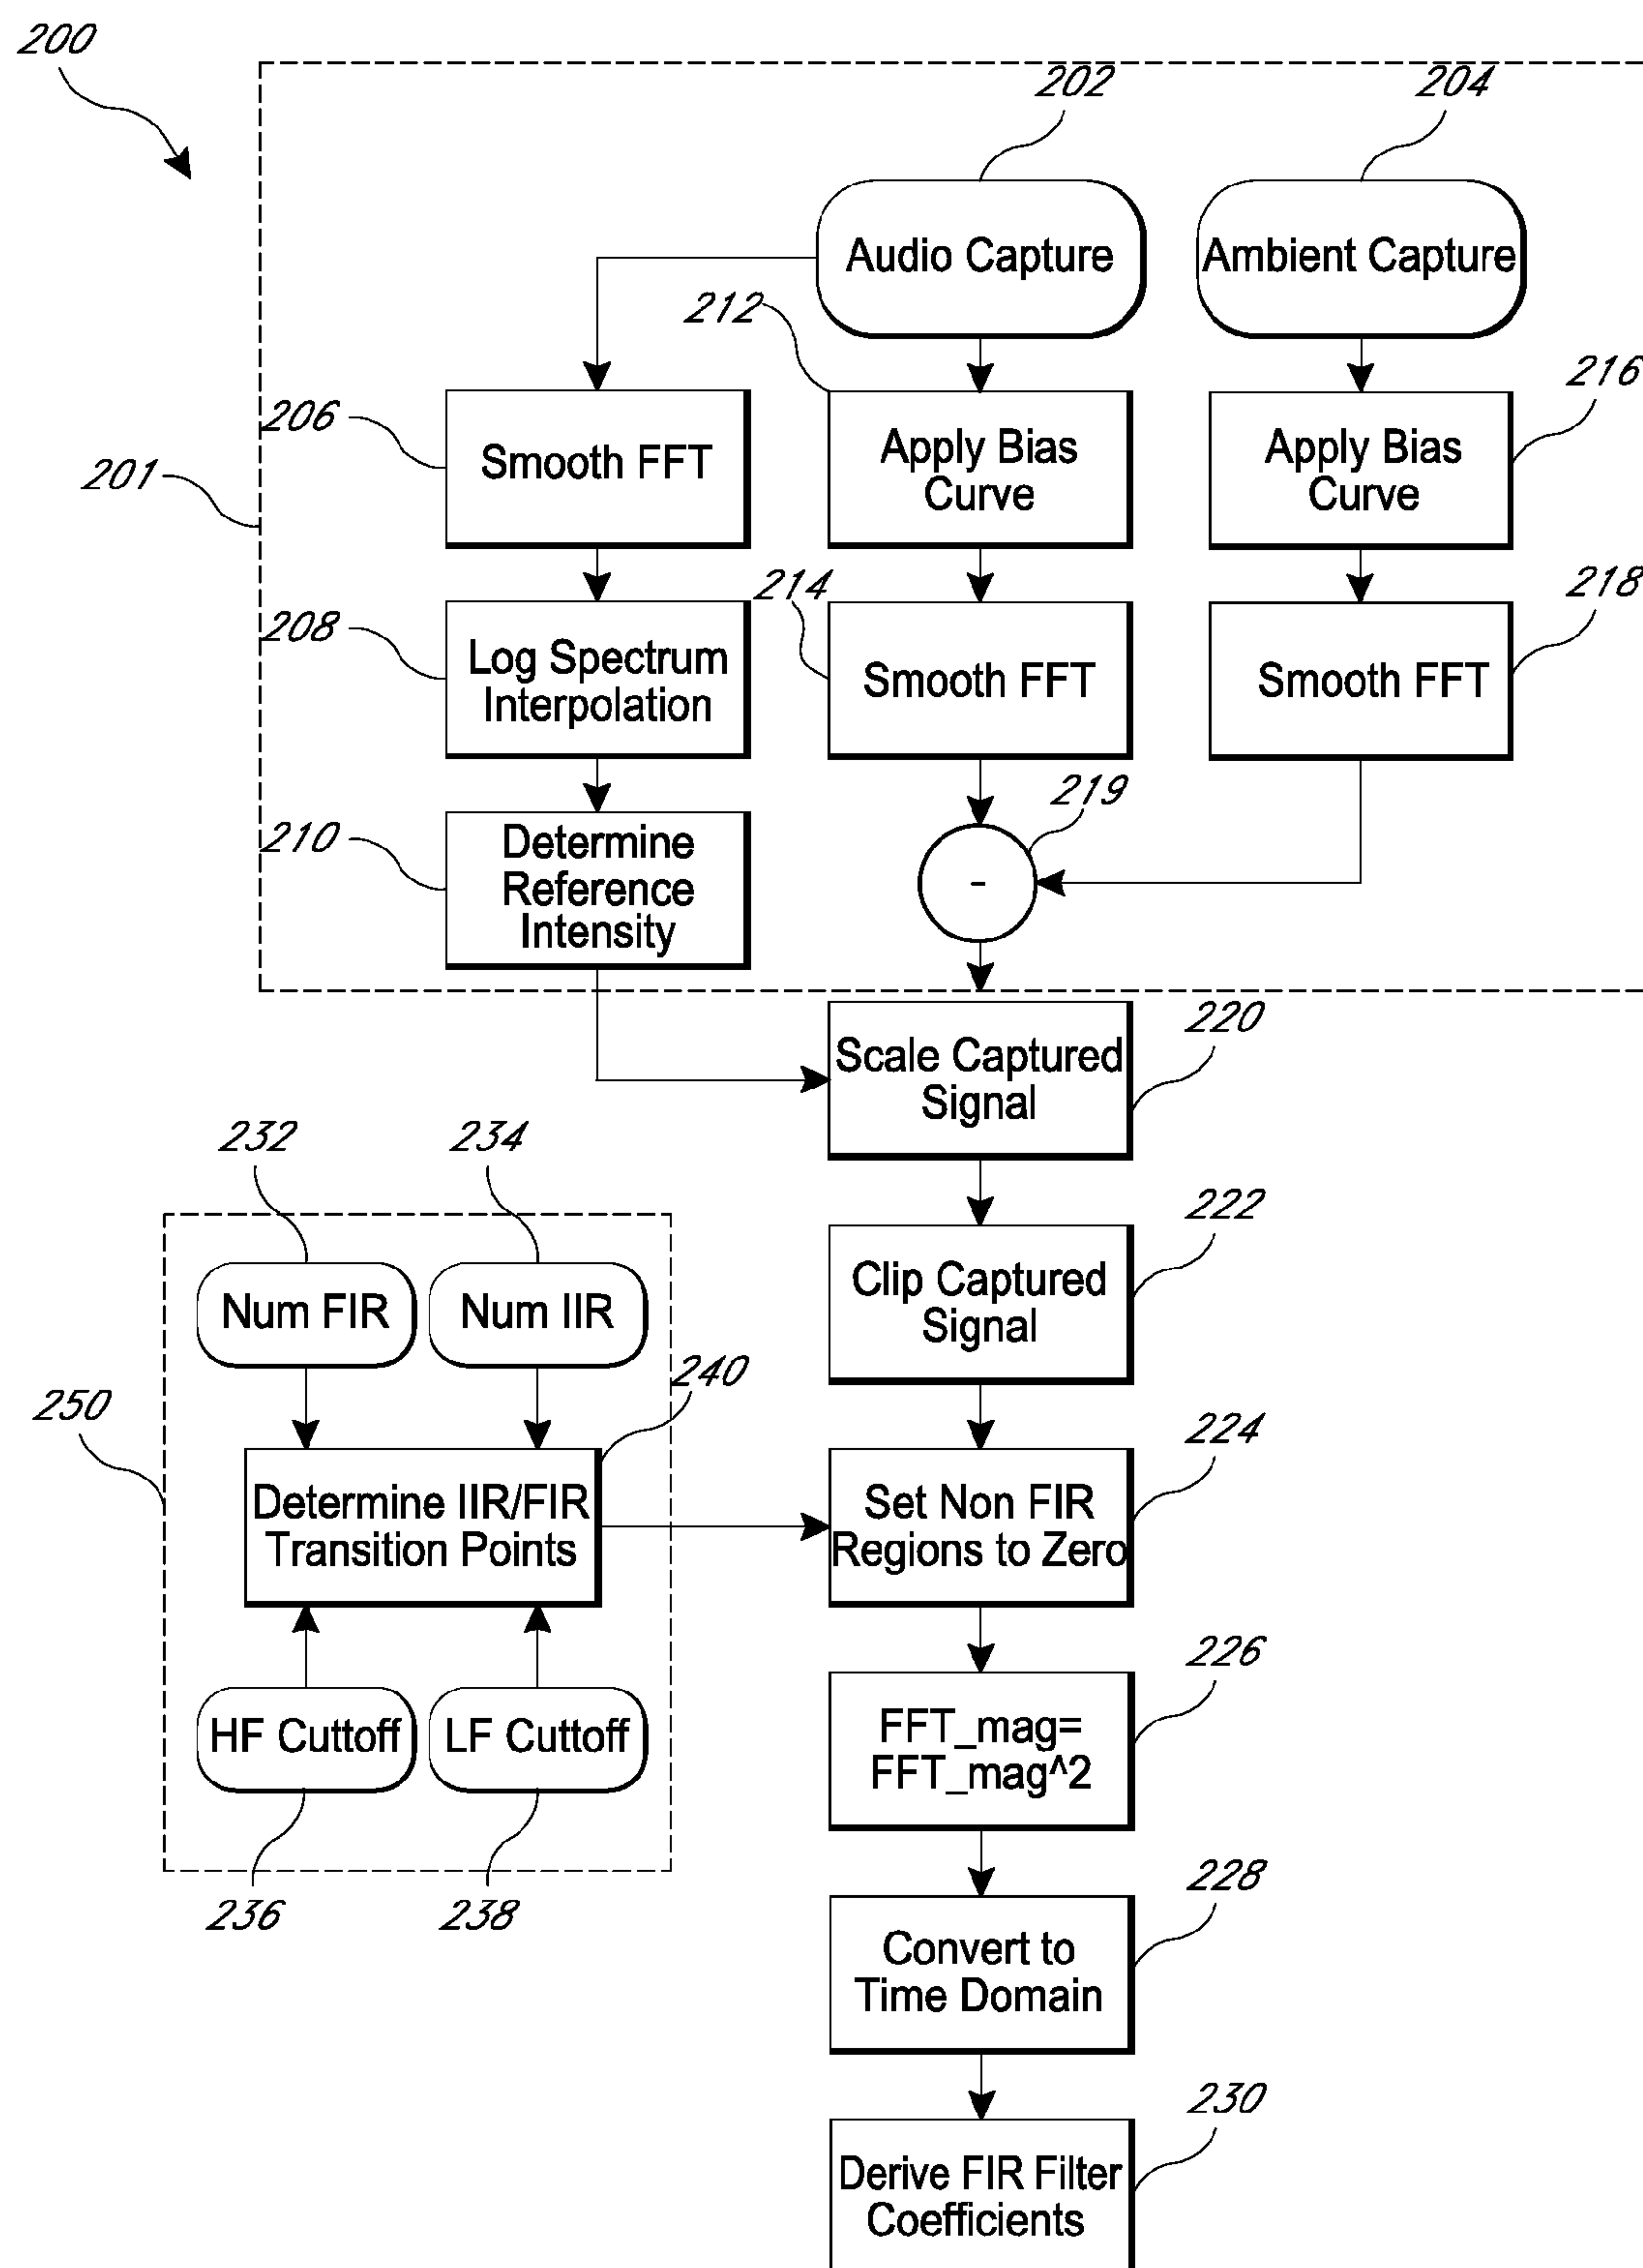 200
202
204
Audio Capture
Ambient Capture
212
216
206
Smooth FFT
Apply Bias
Curve
Apply Bias
Curve
201
214
218
208
Log Spectrum
Interpolation
Smooth FFT
Smooth FFT
219
210
Determine
Reference
Intensity
-
220
Scale Captured
Signal
232
234
222
Num FIR
Num IIR
Clip Captured
Signal
240
250
224
Determine IIR/FIR
Transition Points
Set Non FIR
Regions to Zero
226
HF Cuttoff
LF Cuttoff
FFT_mag=
FFT_mag^2
236
238
228
Convert to
Time Domain
230
Derive FIR Filter
Coefficients